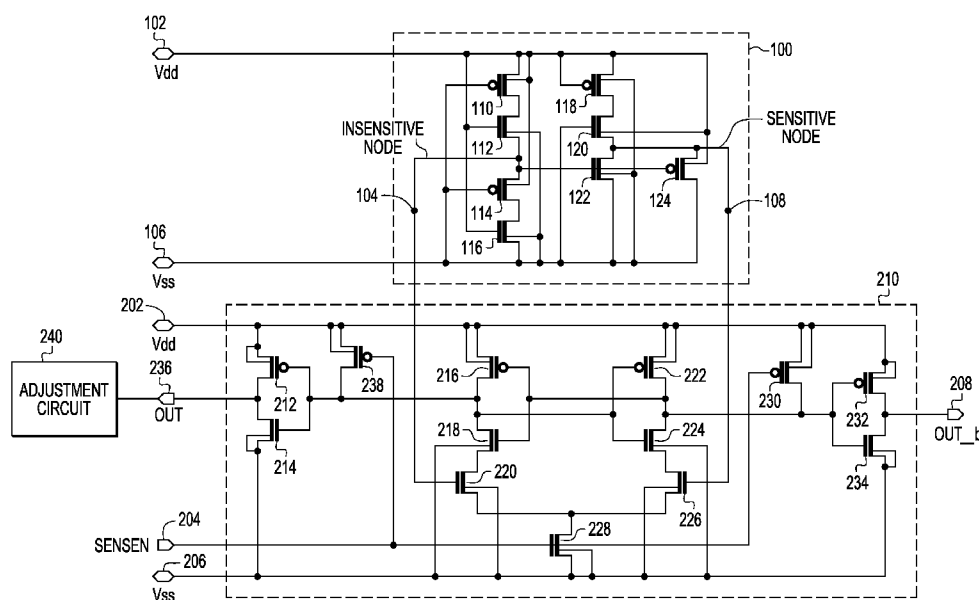 102
Vdd
100
110
118
INSENSITIVE
NODE
112
120
SENSITIVE
NODE
104
114
122
124
108
116
106
Vss
210
202
Vdd
240
ADJUSTMENT
CIRCUIT
236
OUT
212
238
216
222
230
232
208
OUT_b
214
218
224
234
220
226
204
SENSEN
228
206
Vss